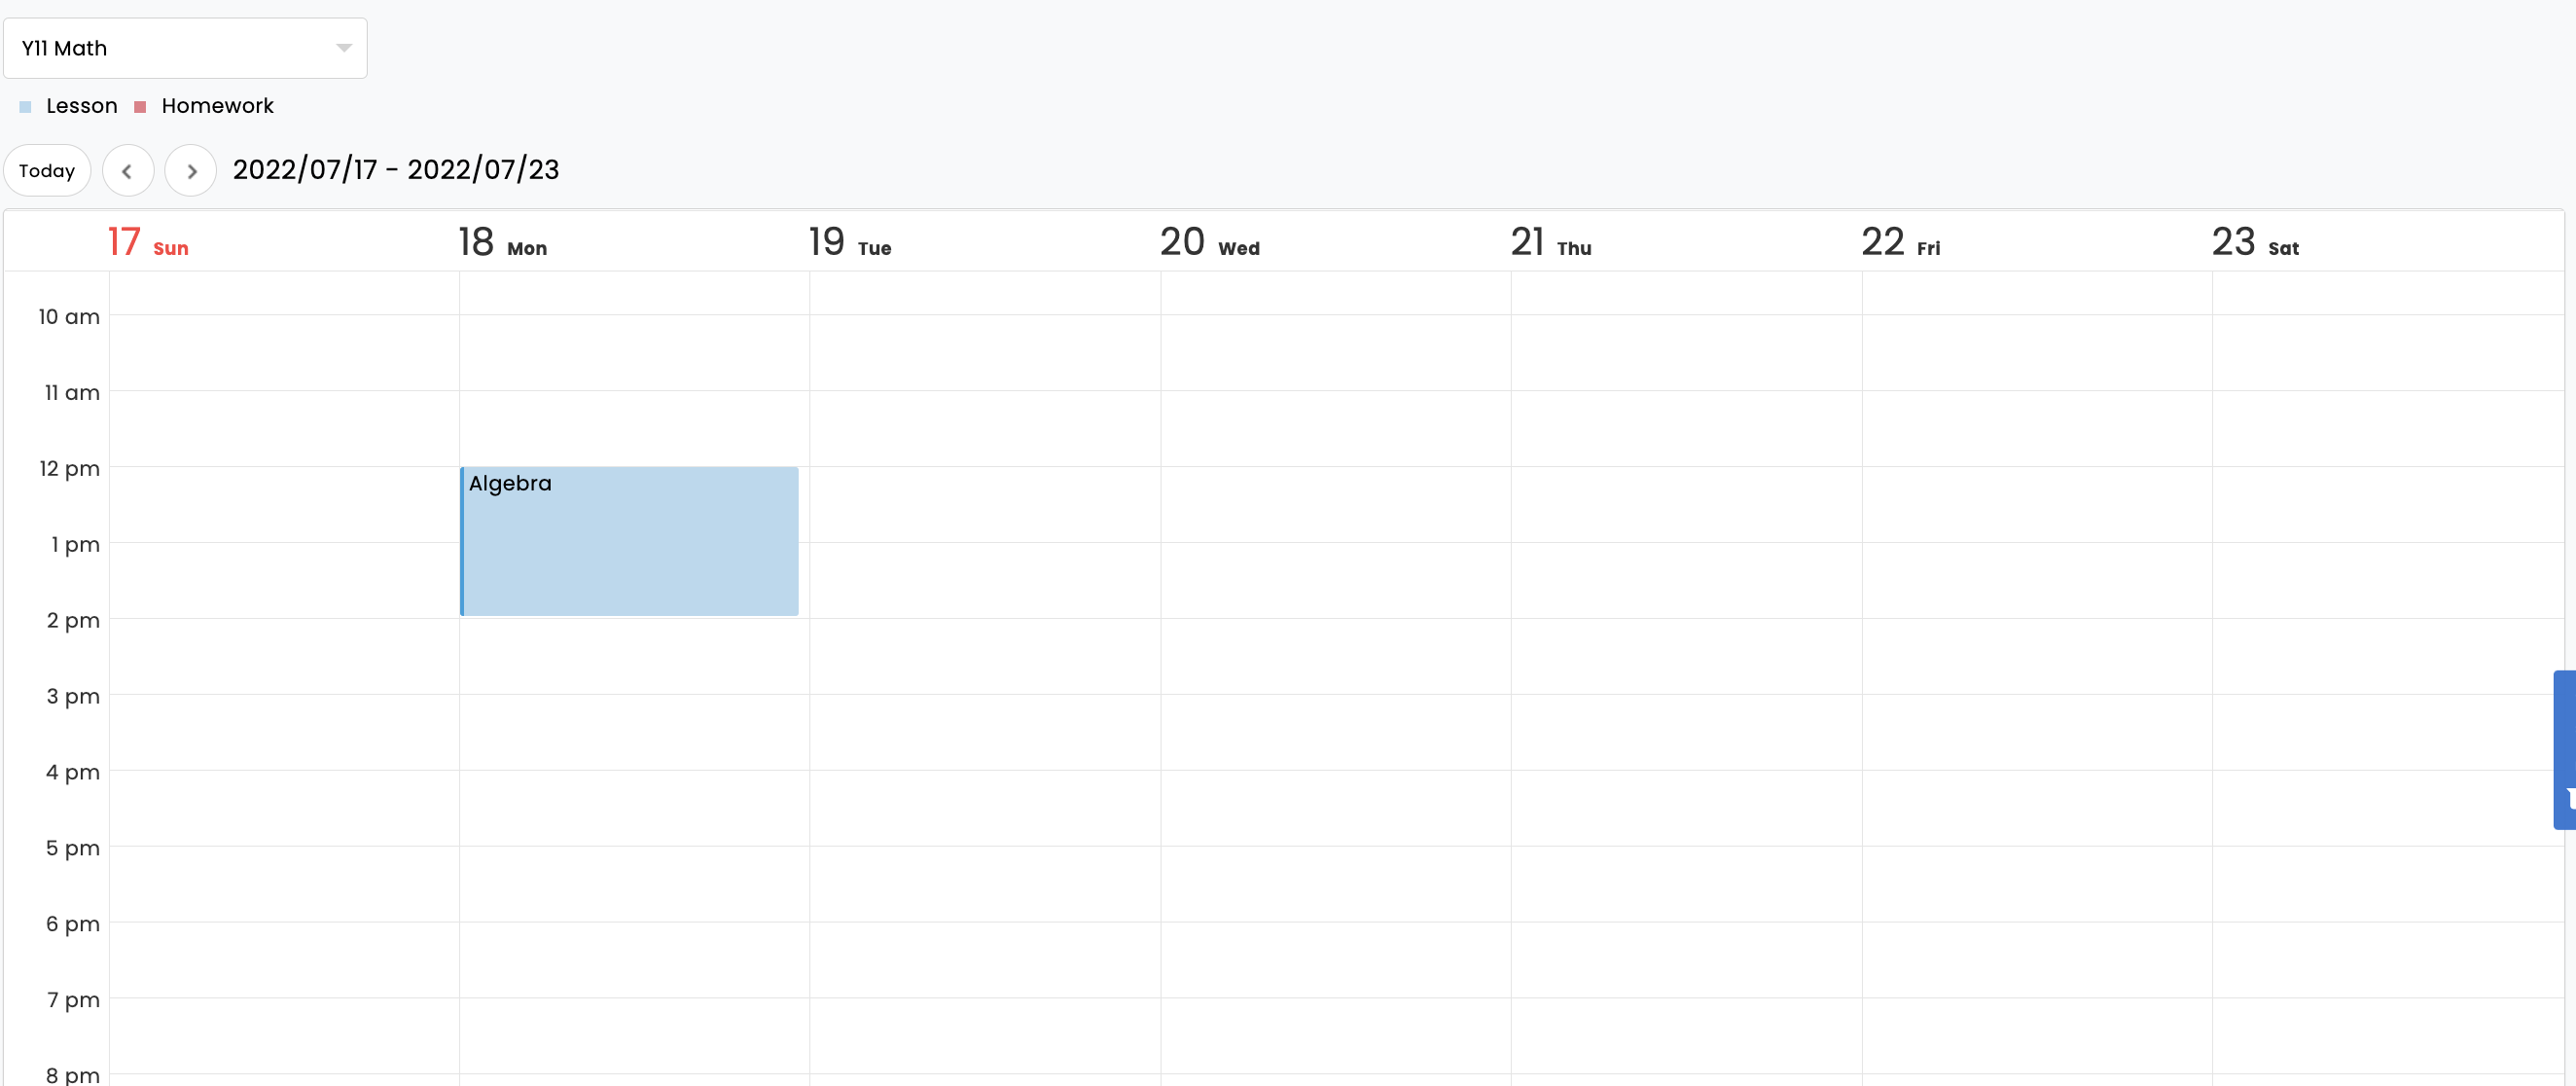 Y11 Math
Lesson Homework
Today 2022/07/17 - 2022/07/23
17 Sun 18 Mon 19 Tue 20 Wed 21 Thu 22 Fri 23 Sat
10 am
11 am
12 pm
Algebra
1 pm
2 pm
3 pm
4 pm
5 pm
6 pm
7 pm
8 pm